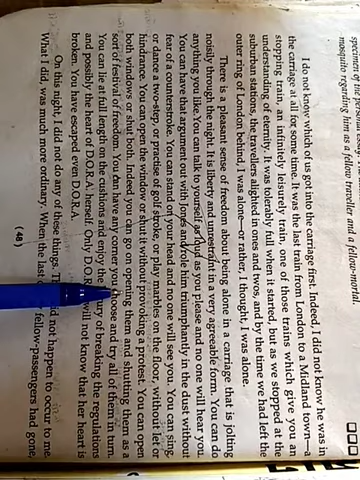 specimen of the
mosquito regarding him as a fellow traveller and a fellow-mortal.
I do not know which of us got into the carriage first. Indeed, I did not know he was in
the carriage at all for some time. It was the last train from London to a Midland town—a
stopping train, an infinitely leisurely train, one of those trains which give you an
understanding of eternity. It was tolerably full when it started, but as we stopped at the
suburban stations, the travellers alighted in ones and twos, and by the time we had left the
outer ring of London behind, I was alone—or rather, I thought, I was alone.
There is a pleasant sense of freedom about being alone in a carriage that is jolting
noisily through the night. It is liberty and unrestraint in a very agreeable form. You can do
anything you like. You can talk to yourself as loud as you please and no one will hear you.
You can have that argument out with Jones and roll him triumphantly in the dust without
fear of a counterstroke. You can stand on your head and no one will see you. You can sing,
or dance a two-step, or practise a golf stroke, or play marbles on the floor, without let or
hindrance. You can open the window or shut it without provoking a protest. You can open
both windows or shut both. Indeed you can go on opening them and shutting them as a
sort of festival of freedom. You can have any corner you choose and try all of them in turn.
You can lie at full length on the cushions and enjoy the luxury of breaking the regulations
and possibly the heart of D.O.R.A. herself. Only D.O.R. will not know that her heart is
broken. You have escaped even D.O.R.A.
On this night, I did not do any of these things. not happen to occur to me.
What I did, was much more ordinary. When the last fellow-passengers had gone,
(48)